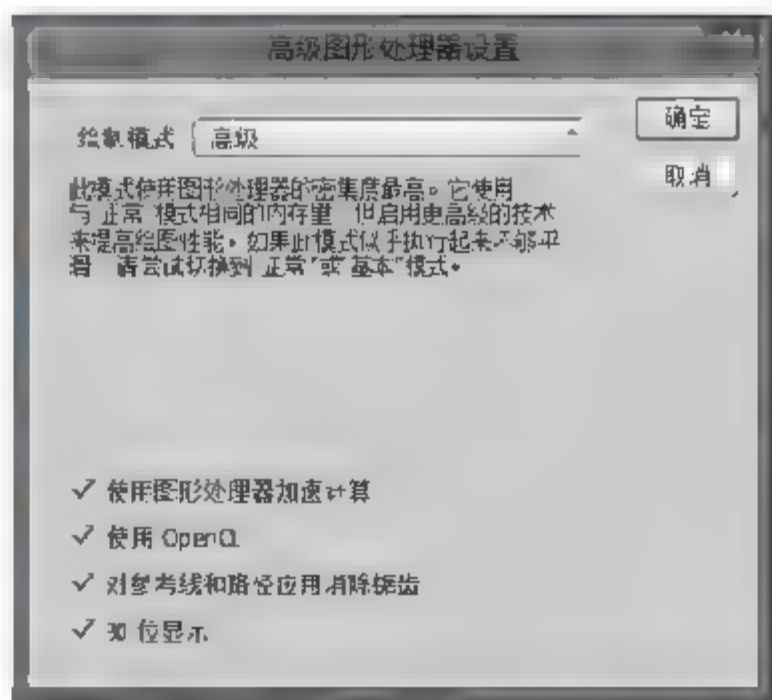 高级图形处理器设置
绘制模式 高级
确定
取消
此模式使用图形处理器的密集度最高。它使用
与"正常"模式相同的内存量，但启用更高级的技术
来提高绘图性能。如果此模式似乎执行起来不够平
滑，请尝试切换到"正常"或"基本"模式。
使用图形处理器加速计算
使用 OpenCL
对参考线和路径应用消除锯齿
30 位显示